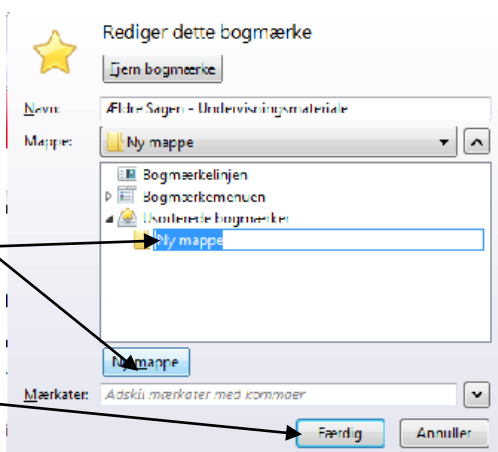 Rediger dette bogmærke
Fjern bogmærke
Navn: Ældre Sagen - Undervisningsmateriale
Mappe: Ny mappe
Bogmærkelinjen
Bogmærkemenuen
Usorterede bogmærker
Ny mappe
Ny mappe
Mærkater: Adskil mærkater med kommaer
Færdig Annuller